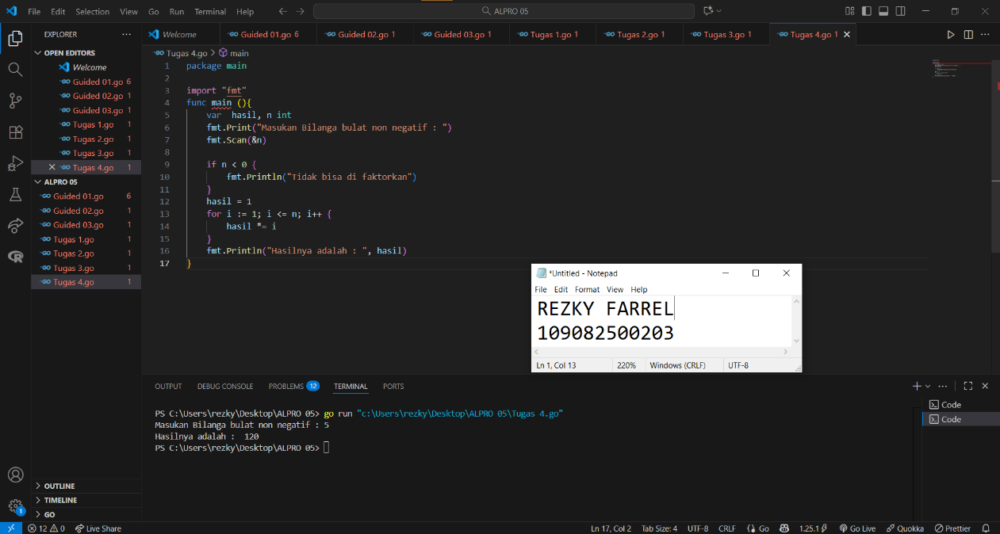 File Edit Selection View Go Run Terminal Help ALPRO 05
EXPLORER
Welcome Guided 01.go 6 Guided 02.go 1 Guided 03.go 1 Tugas 1.go 1 Tugas 2.go 1 Tugas 3.go 1 Tugas 4.go 1
OPEN EDITORS
Welcome
Guided 01.go 6
Guided 02.go 1
Guided 03.go 1
Tugas 1.go 1
Tugas 2.go 1
Tugas 3.go 1
Tugas 4.go 1
ALPRO 05
Guided 01.go 6
Guided 02.go 1
Guided 03.go 1
Tugas 1.go 1
Tugas 2.go 1
Tugas 3.go 1
Tugas 4.go 1
OUTLINE
TIMELINE
GO
Tugas 4.go > main
1 package main
2
3 import "fmt"
4 func main (){
5 var  hasil, n int
6 fmt.Print("Masukan Bilanga bulat non negatif : ")
7 fmt.Scan(&n)
8
9 if n < 0 {
10 fmt.Println("Tidak bisa di faktorkan")
11 }
12 hasil = 1
13 for i := 1; i <= n; i++ {
14 hasil *= i
15 }
16 fmt.Println("Hasilnya adalah : ", hasil)
17 }
*Untitled - Notepad
File Edit Format View Help
REZKY FARREL
109082500203
Ln 1, Col 13 220% Windows (CRLF) UTF-8
OUTPUT DEBUG CONSOLE PROBLEMS 12 TERMINAL PORTS
PS C:\Users\rezky\Desktop\ALPRO 05> go run "c:\Users\rezky\Desktop\ALPRO 05\Tugas 4.go"
Masukan Bilanga bulat non negatif : 5
Hasilnya adalah :  120
PS C:\Users\rezky\Desktop\ALPRO 05>
Code
Code
1
12 0 Live Share Ln 17, Col 2 Tab Size: 4 UTF-8 CRLF Go 1.25.1 Go Live Quokka Prettier